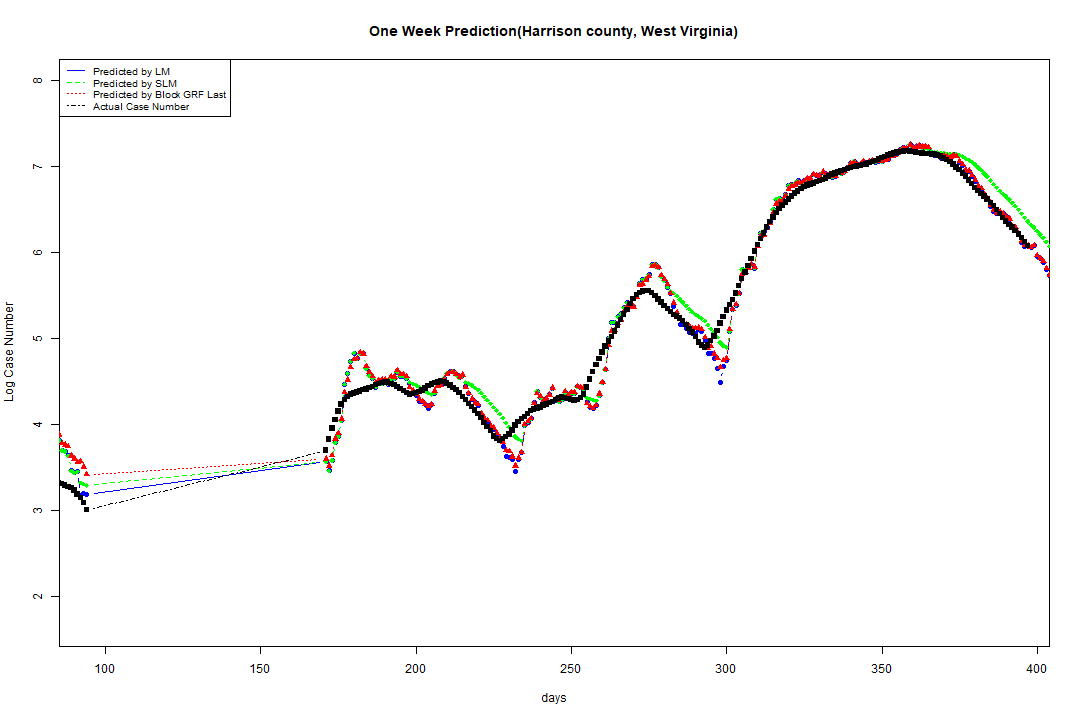 One Week Prediction(Harrison county, West Virginia)
Predicted by LM
Predicted by SLM
Predicted by Block GRF Last
Actual Case Number
Log Case Number
8
7
6
5
4
3
2
100 150 200 250 300 350 400
days